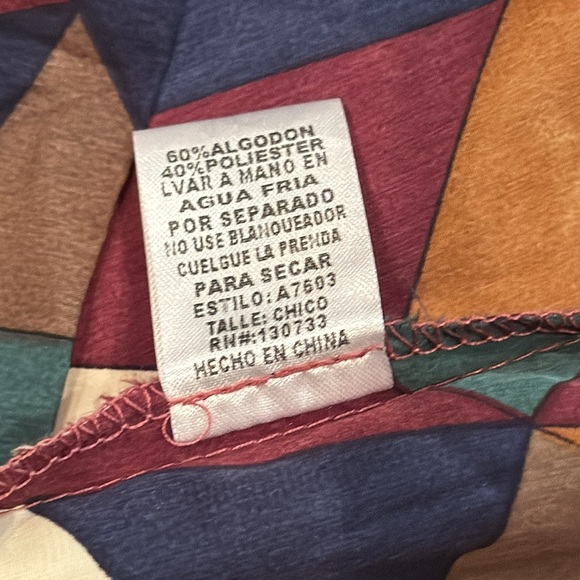 60%ALGODON
40%POLIESTER
LVAR A MANO EN
AGUA FRIA
POR SEPARADO
NO USE BLANQUEADOR
CUELGUE LA PRENDA
PARA SECAR
ESTILO: A7603
TALLE: CHICO
RN#:130733
HECHO EN CHINA